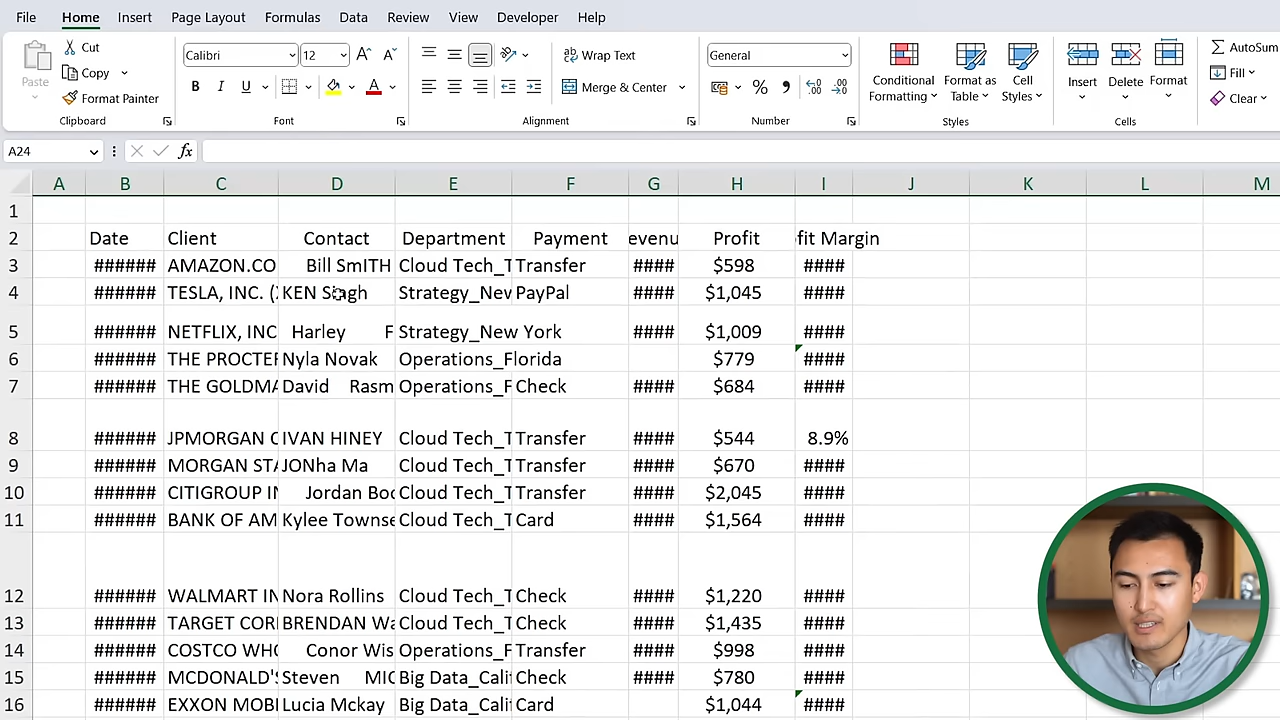 File Home Insert Page Layout Formulas Data Review View Developer Help
Paste Cut Calibri 12 A A Wrap Text General Conditional Formatting Format as Table Cell Styles Insert Delete Format AutoSum
Copy B I U A Merge & Center % Fill
Format Painter Clear
Clipboard Font Alignment Number Styles Cells
A24 fx
A B C D E F G H I J K L M
1
2 Date Client Contact Department Payment evenu Profit fit Margin
3 ###### AMAZON.CO Bill SmITH Cloud Tech_T Transfer #### $598 ####
4 ###### TESLA, INC. ( KEN Singh Strategy_New PayPal #### $1,045 ####
5 ###### NETFLIX, INC Harley F Strategy_New York #### $1,009 ####
6 ###### THE PROCTER Nyla Novak Operations_Florida $779 ####
7 ###### THE GOLDMA David Rasm Operations_F Check #### $684 ####
8 ###### JPMORGAN C IVAN HINEY Cloud Tech_T Transfer #### $544 8.9%
9 ###### MORGAN STA JONha Ma Cloud Tech_T Transfer #### $670 ####
10 ###### CITIGROUP IN Jordan Boo Cloud Tech_T Transfer #### $2,045 ####
11 ###### BANK OF AM Kylee Townse Cloud Tech_T Card #### $1,564 ####
12 ###### WALMART IN Nora Rollins Cloud Tech_T Check #### $1,220 ####
13 ###### TARGET COR BRENDAN Wa Cloud Tech_T Check #### $1,435 ####
14 ###### COSTCO WHO Conor Wis Operations_F Transfer #### $998 ####
15 ###### MCDONALD'S Steven MIC Big Data_Cali Check #### $780 ####
16 ###### EXXON MOBI Lucia Mckay Big Data_Cali Card $1,044 ####